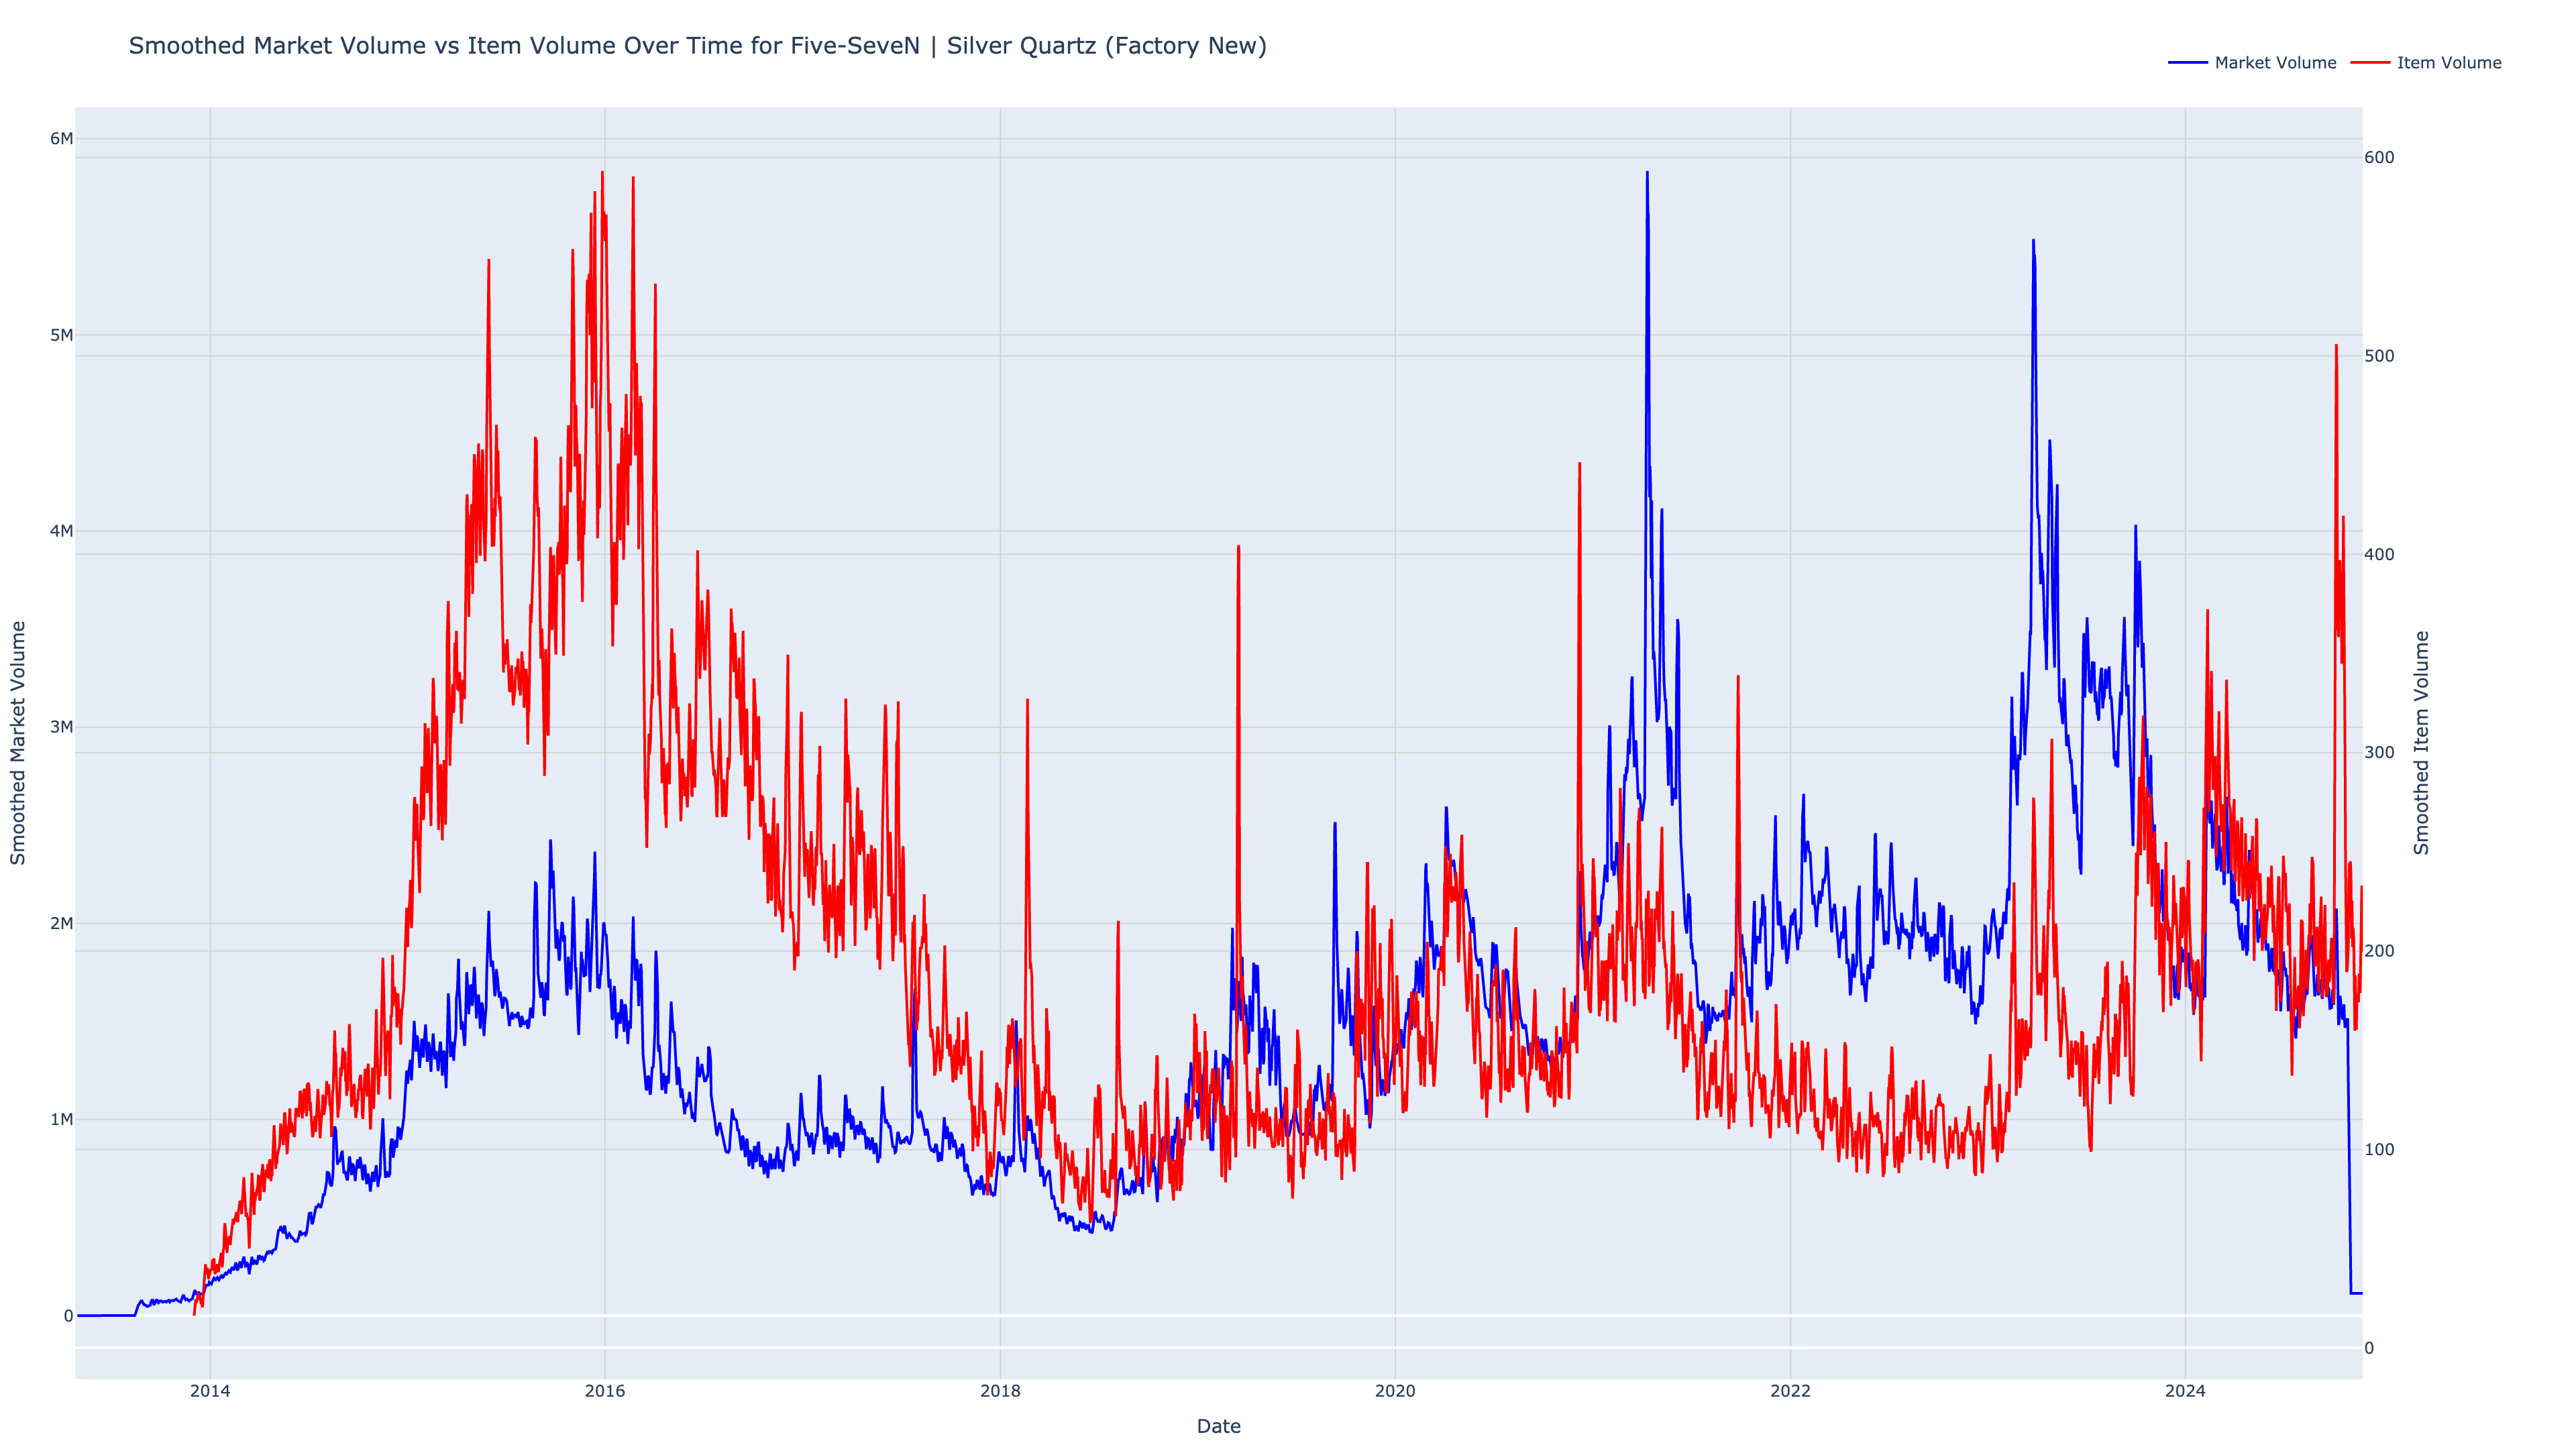 Smoothed Market Volume vs Item Volume Over Time for Five-SeveN | Silver Quartz (Factory New)
Market Volume
Item Volume
6M
5M
4M
3M
2M
1M
0
Smoothed Market Volume
600
500
400
300
200
100
0
Smoothed Item Volume
2014
2016
2018
2020
2022
2024
Date